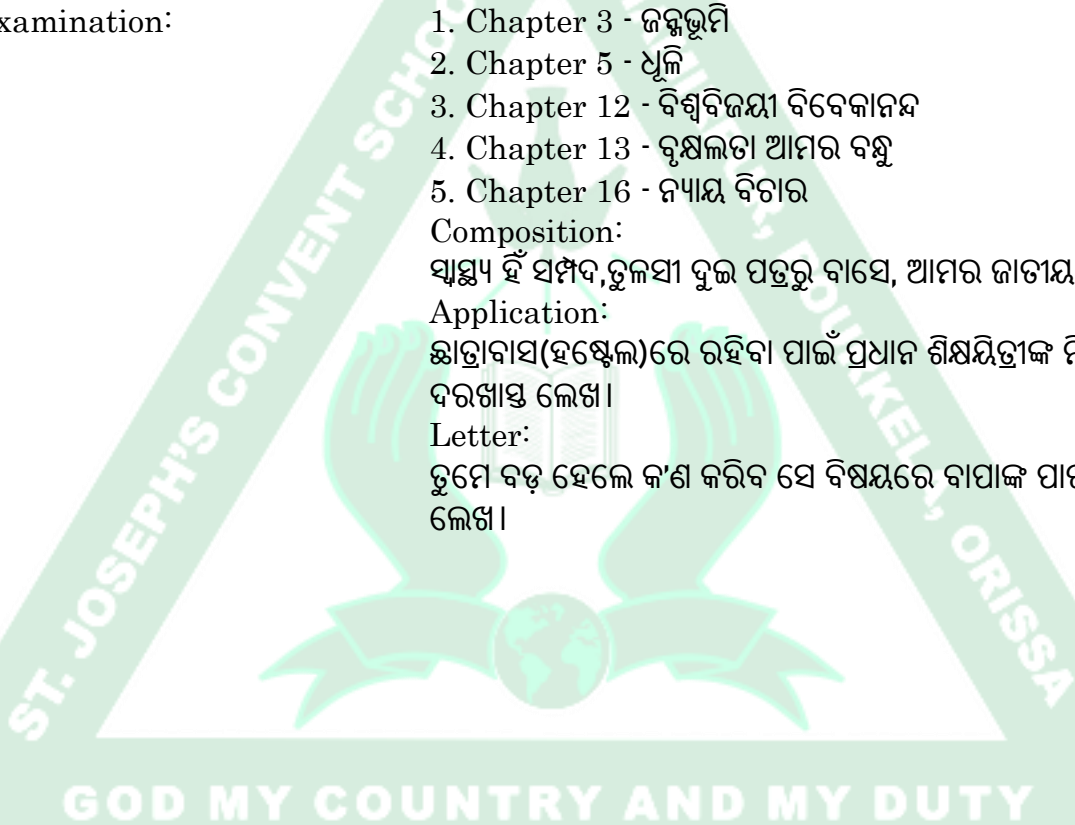 xamination:
1. Chapter 3 - ଜନ୍ମଭୂମି
2. Chapter 5 - ଧୂଳି
3. Chapter 12 - ବିଶ୍ୱବିଜୟୀ ବିବେକାନନ୍ଦ
4. Chapter 13 - ବୃକ୍ଷଲତା ଆମର ବନ୍ଧୁ
5. Chapter 16 - ନ୍ୟାୟ ବିଚାର
Composition:
ସ୍ୱାସ୍ଥ୍ୟ ହିଁ ସମ୍ପଦ,ତୁଳସୀ ଦୁଇ ପତ୍ରରୁ ବାସେ, ଆମର ଜାତୀୟ
Application:
ଛାତ୍ରାବାସ(ହଷ୍ଟେଲ)ରେ ରହିବା ପାଇଁ ପ୍ରଧାନ ଶିକ୍ଷୟିତ୍ରୀଙ୍କ
ଦରଖାସ୍ତ ଲେଖ।
Letter:
ତୁମେ ବଡ଼ ହେଲେ କ'ଣ କରିବ ସେ ବିଷୟରେ ବାପାଙ୍କ
ଲେଖ।
ST. JOSEPH'S CONVENT SCHOO
ORISSA
GOD MY COUNTRY AND MY DUTY